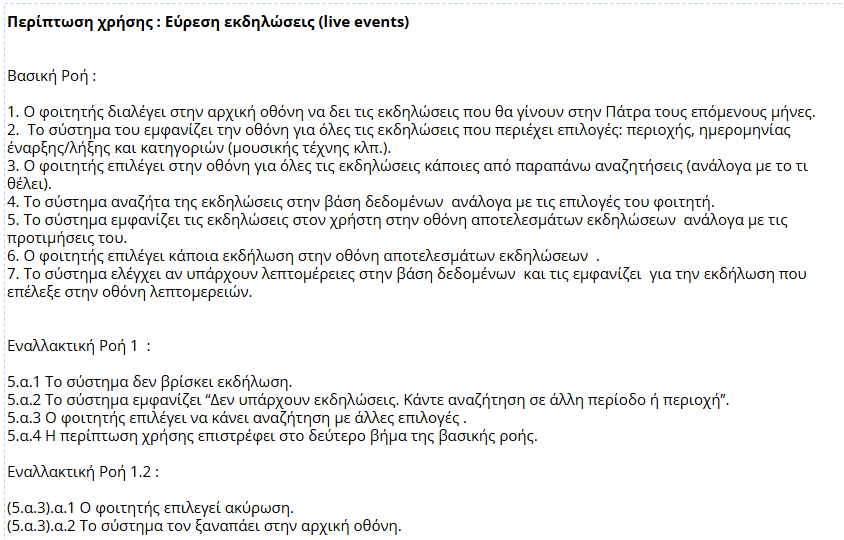 Περίπτωση χρήσης : Εύρεση εκδηλώσεις (live events)
Βασική Ροή :
1. Ο φοιτητής διαλέγει στην αρχική οθόνη να δει τις εκδηλώσεις που θα γίνουν στην Πάτρα τους επόμενους μήνες.
2. Το σύστημα του εμφανίζει την οθόνη για όλες τις εκδηλώσεις που περιέχει επιλογές: περιοχής, ημερομηνίας
έναρξης/λήξης και κατηγοριών (μουσικής τέχνης κλπ.).
3. Ο φοιτητής επιλέγει στην οθόνη για όλες τις εκδηλώσεις κάποιες από παραπάνω αναζητήσεις (ανάλογα με το τι
θέλει).
4. Το σύστημα αναζήτα της εκδηλώσεις στην βάση δεδομένων ανάλογα με τις επιλογές του φοιτητή.
5. Το σύστημα εμφανίζει τις εκδηλώσεις στον χρήστη στην οθόνη αποτελεσμάτων εκδηλώσεων ανάλογα με τις
προτιμήσεις του.
6. Ο φοιτητής επιλέγει κάποια εκδήλωση στην οθόνη αποτελεσμάτων εκδηλώσεων .
7. Το σύστημα ελέγχει αν υπάρχουν λεπτομέρειες στην βάση δεδομένων και τις εμφανίζει για την εκδήλωση που
επέλεξε στην οθόνη λεπτομερειών.
Εναλλακτική Ροή 1 :
5.α.1 Το σύστημα δεν βρίσκει εκδήλωση.
5.α.2 Το σύστημα εμφανίζει “Δεν υπάρχουν εκδηλώσεις. Κάντε αναζήτηση σε άλλη περίοδο ή περιοχή”.
5.α.3 Ο φοιτητής επιλέγει να κάνει αναζήτηση με άλλες επιλογές .
5.α.4 Η περίπτωση χρήσης επιστρέφει στο δεύτερο βήμα της βασικής ροής.
Εναλλακτική Ροή 1.2 :
(5.α.3).α.1 Ο φοιτητής επιλεγεί ακύρωση.
(5.α.3).α.2 Το σύστημα τον ξαναπάει στην αρχική οθόνη.